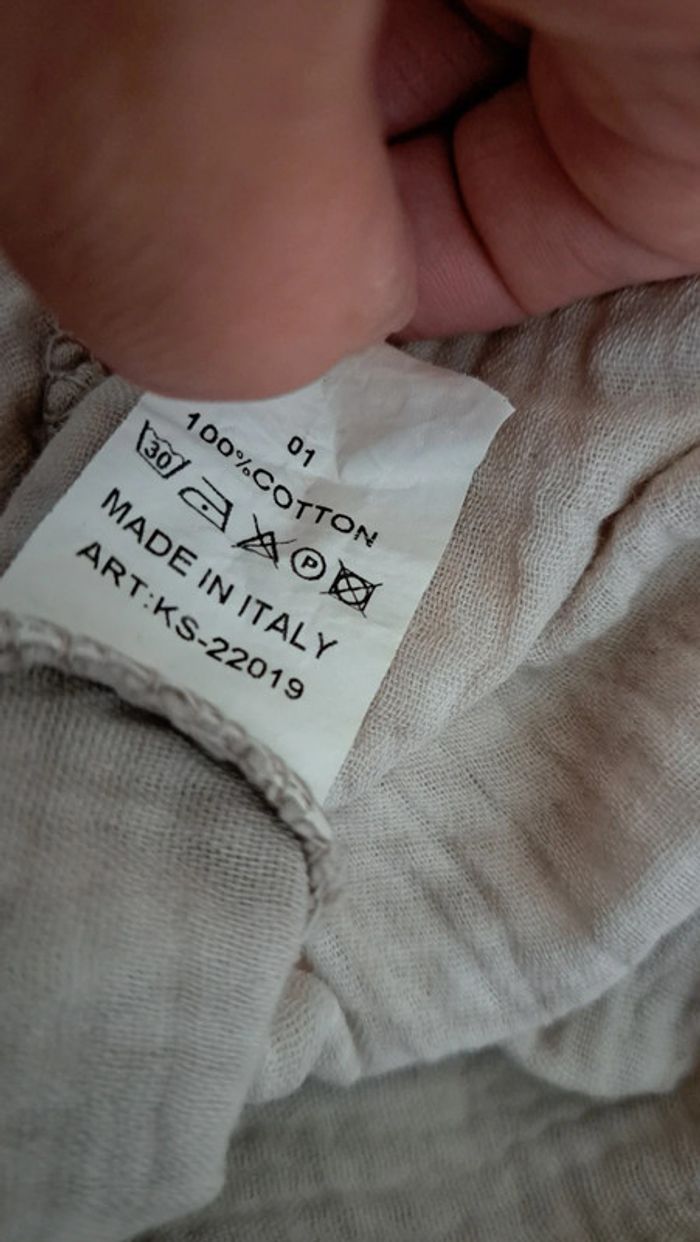 01
100%COTTON
30 P
MADE IN ITALY
ART:KS-22019